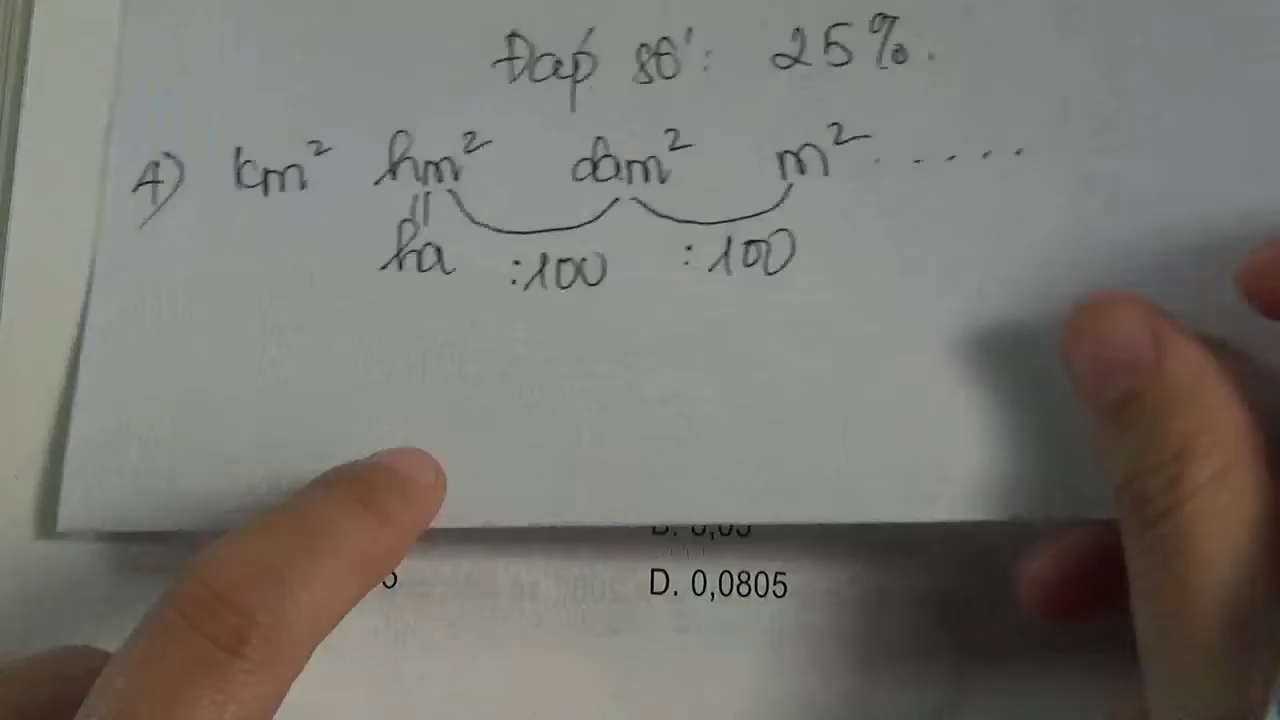 Đáp số: 25%.
4) km² hm² dam² m² .....
ha :100 :100
D. 0,0805